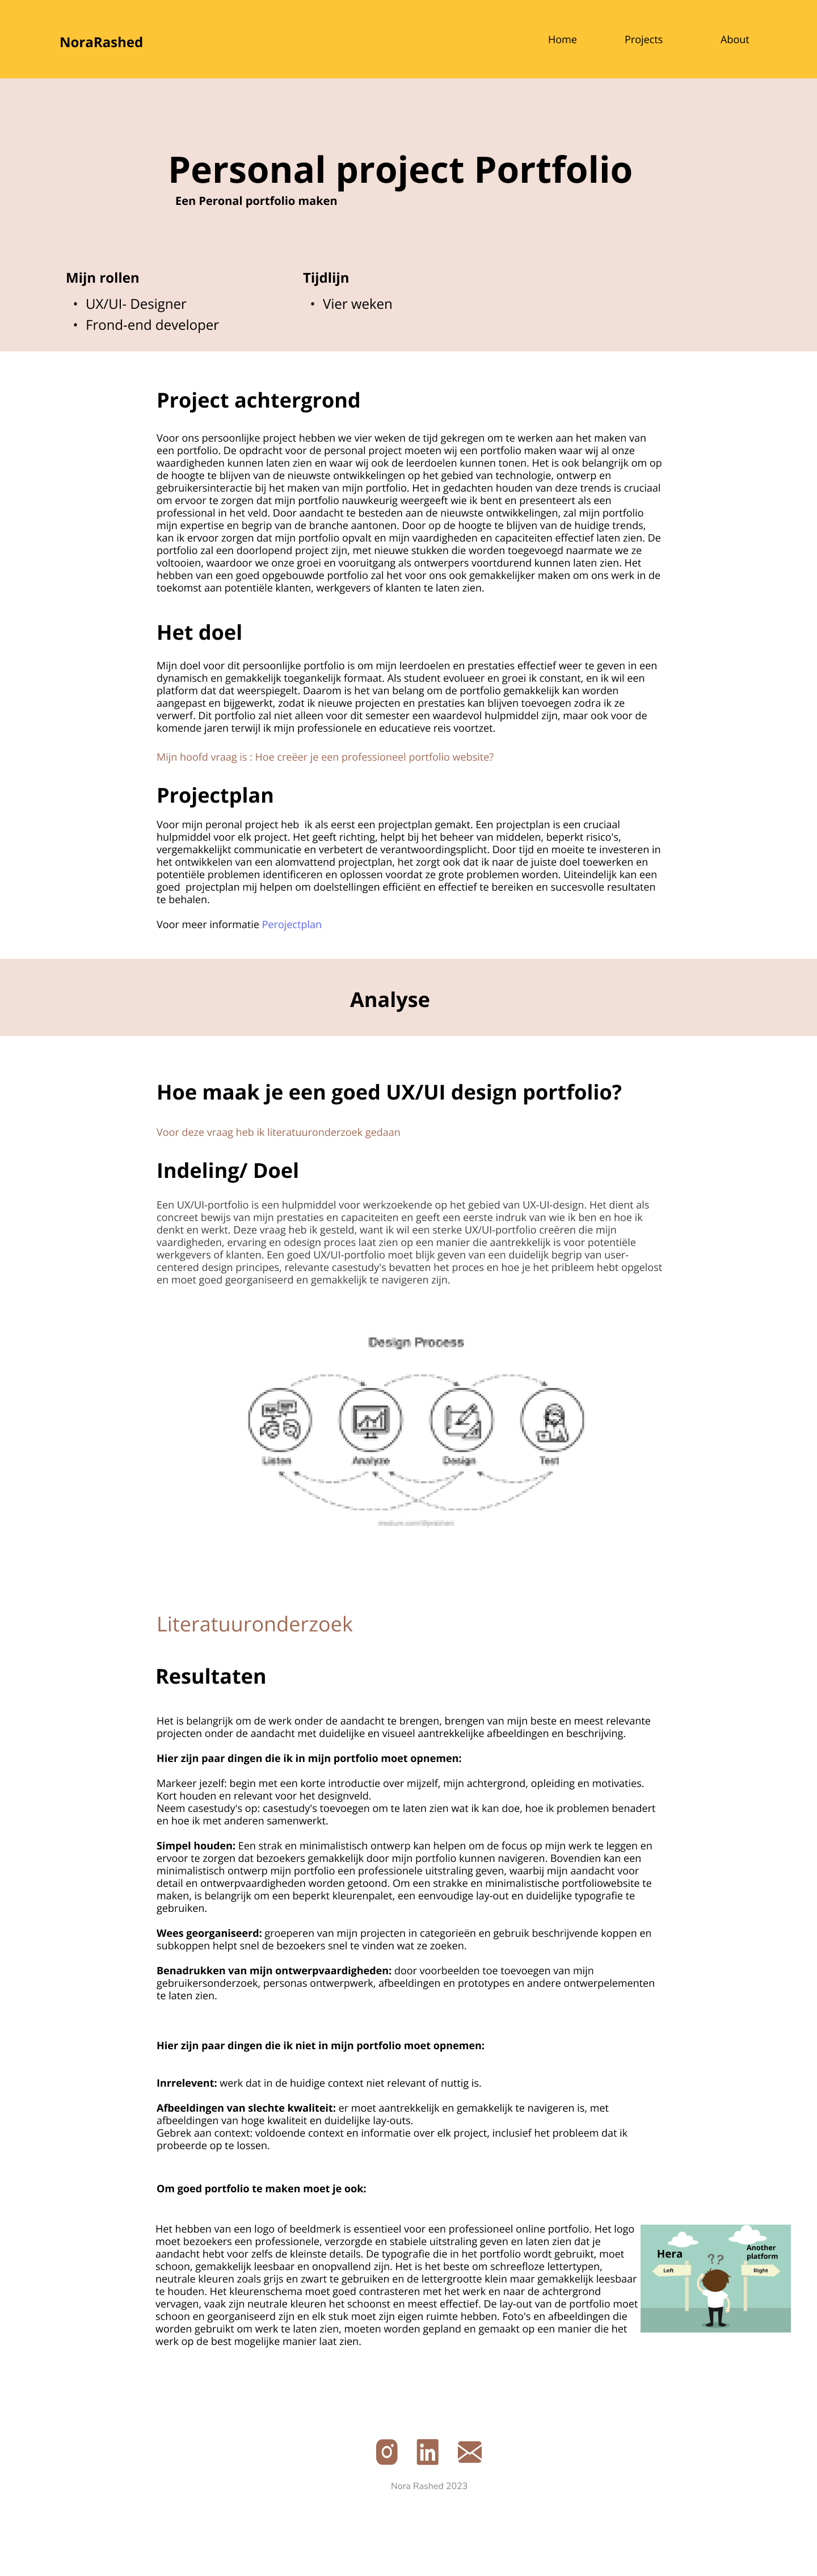 NoraRashed
Home
Projects
About
Personal project Portfolio
Een Peronal portfolio maken
Mijn rollen
• UX/UI- Designer
• Frond-end developer
Tijdlijn
• Vier weken
Project achtergrond
Voor ons persoonlijke project hebben we vier weken de tijd gekregen om te werken aan het maken van
een portfolio. De opdracht voor de personal project moeten wij een portfolio maken waar wij al onze
waardigheden kunnen laten zien en waar wij ook de leerdoelen kunnen tonen. Het is ook belangrijk om op
de hoogte te blijven van de nieuwste ontwikkelingen op het gebied van technologie, ontwerp en
gebruikersinteractie bij het maken van mijn portfolio. Het in gedachten houden van deze trends is cruciaal
om ervoor te zorgen dat mijn portfolio nauwkeurig weergeeft wie ik bent en presenteert als een
professional in het veld. Door aandacht te besteden aan de nieuwste ontwikkelingen, zal mijn portfolio
mijn expertise en begrip van de branche aantonen. Door op de hoogte te blijven van de huidige trends,
kan ik ervoor zorgen dat mijn portfolio opvalt en mijn vaardigheden en capaciteiten effectief laten zien. De
portfolio zal een doorlopend project zijn, met nieuwe stukken die worden toegevoegd naarmate we ze
voltooien, waardoor we onze groei en vooruitgang als ontwerpers voortdurend kunnen laten zien. Het
hebben van een goed opgebouwde portfolio zal het voor ons ook gemakkelijker maken om ons werk in de
toekomst aan potentiële klanten, werkgevers of klanten te laten zien.
Het doel
Mijn doel voor dit persoonlijke portfolio is om mijn leerdoelen en prestaties effectief weer te geven in een
dynamisch en gemakkelijk toegankelijk formaat. Als student evolueer en groei ik constant, en ik wil een
platform dat dat weerspiegelt. Daarom is het van belang om de portfolio gemakkelijk kan worden
aangepast en bijgewerkt, zodat ik nieuwe projecten en prestaties kan blijven toevoegen zodra ik ze
verwerf. Dit portfolio zal niet alleen voor dit semester een waardevol hulpmiddel zijn, maar ook voor de
komende jaren terwijl ik mijn professionele en educatieve reis voortzet.
Mijn hoofd vraag is : Hoe creëer je een professioneel portfolio website?
Projectplan
Voor mijn peronal project heb ik als eerst een projectplan gemakt. Een projectplan is een cruciaal
hulpmiddel voor elk project. Het geeft richting, helpt bij het beheer van middelen, beperkt risico's,
vergemakkelijkt communicatie en verbetert de verantwoordingsplicht. Door tijd en moeite te investeren in
het ontwikkelen van een alomvattend projectplan, het zorgt ook dat ik naar de juiste doel toewerken en
potentiële problemen identificeren en oplossen voordat ze grote problemen worden. Uiteindelijk kan een
goed projectplan mij helpen om doelstellingen efficiënt en effectief te bereiken en succesvolle resultaten
te behalen.
Voor meer informatie Perojectplan
Analyse
Hoe maak je een goed UX/UI design portfolio?
Voor deze vraag heb ik literatuuronderzoek gedaan
Indeling/ Doel
Een UX/UI-portfolio is een hulpmiddel voor werkzoekende op het gebied van UX-UI-design. Het dient als
concreet bewijs van mijn prestaties en capaciteiten en geeft een eerste indruk van wie ik ben en hoe ik
denkt en werkt. Deze vraag heb ik gesteld, want ik wil een sterke UX/UI-portfolio creëren die mijn
vaardigheden, ervaring en odesign proces laat zien op een manier die aantrekkelijk is voor potentiële
werkgevers of klanten. Een goed UX/UI-portfolio moet blijk geven van een duidelijk begrip van user-
centered design principes, relevante casestudy's bevatten het proces en hoe je het pribleem hebt opgelost
en moet goed georganiseerd en gemakkelijk te navigeren zijn.
Design Process
Listen
Analyze
Design
Test
Literatuuronderzoek
Resultaten
Het is belangrijk om de werk onder de aandacht te brengen, brengen van mijn beste en meest relevante
projecten onder de aandacht met duidelijke en visueel aantrekkelijke afbeeldingen en beschrijving.
Hier zijn paar dingen die ik in mijn portfolio moet opnemen:
Markeer jezelf: begin met een korte introductie over mijzelf, mijn achtergrond, opleiding en motivaties.
Kort houden en relevant voor het designveld.
Neem casestudy's op: casestudy's toevoegen om te laten zien wat ik kan doe, hoe ik problemen benadert
en hoe ik met anderen samenwerkt.
Simpel houden: Een strak en minimalistisch ontwerp kan helpen om de focus op mijn werk te leggen en
ervoor te zorgen dat bezoekers gemakkelijk door mijn portfolio kunnen navigeren. Bovendien kan een
minimalistisch ontwerp mijn portfolio een professionele uitstraling geven, waarbij mijn aandacht voor
detail en ontwerpvaardigheden worden getoond. Om een strakke en minimalistische portfoliowebsite te
maken, is belangrijk om een beperkt kleurenpalet, een eenvoudige lay-out en duidelijke typografie te
gebruiken.
Wees georganiseerd: groeperen van mijn projecten in categorieën en gebruik beschrijvende koppen en
subkoppen helpt snel de bezoekers snel te vinden wat ze zoeken.
Benadrukken van mijn ontwerpvaardigheden: door voorbeelden toe toevoegen van mijn
gebruikersonderzoek, personas ontwerpwerk, afbeeldingen en prototypes en andere ontwerpelementen
te laten zien.
Hier zijn paar dingen die ik niet in mijn portfolio moet opnemen:
Inrrelevent: werk dat in de huidige context niet relevant of nuttig is.
Afbeeldingen van slechte kwaliteit: er moet aantrekkelijk en gemakkelijk te navigeren is, met
afbeeldingen van hoge kwaliteit en duidelijke lay-outs.
Gebrek aan context: voldoende context en informatie over elk project, inclusief het probleem dat ik
probeerde op te lossen.
Om goed portfolio te maken moet je ook:
Het hebben van een logo of beeldmerk is essentieel voor een professioneel online portfolio. Het logo
moet bezoekers een professionele, verzorgde en stabiele uitstraling geven en laten zien dat je
aandacht hebt voor zelfs de kleinste details. De typografie die in het portfolio wordt gebruikt, moet
schoon, gemakkelijk leesbaar en onopvallend zijn. Het is het beste om schreefloze lettertypen,
neutrale kleuren zoals grijs en zwart te gebruiken en de lettergrootte klein maar gemakkelijk leesbaar
te houden. Het kleurenschema moet goed contrasteren met het werk en naar de achtergrond
vervagen, vaak zijn neutrale kleuren het schoonst en meest effectief. De lay-out van de portfolio moet
schoon en georganiseerd zijn en elk stuk moet zijn eigen ruimte hebben. Foto's en afbeeldingen die
worden gebruikt om werk te laten zien, moeten worden gepland en gemaakt op een manier die het
werk op de best mogelijke manier laat zien.
Hera
Another
platform
??
Left
Right
in
Nora Rashed 2023